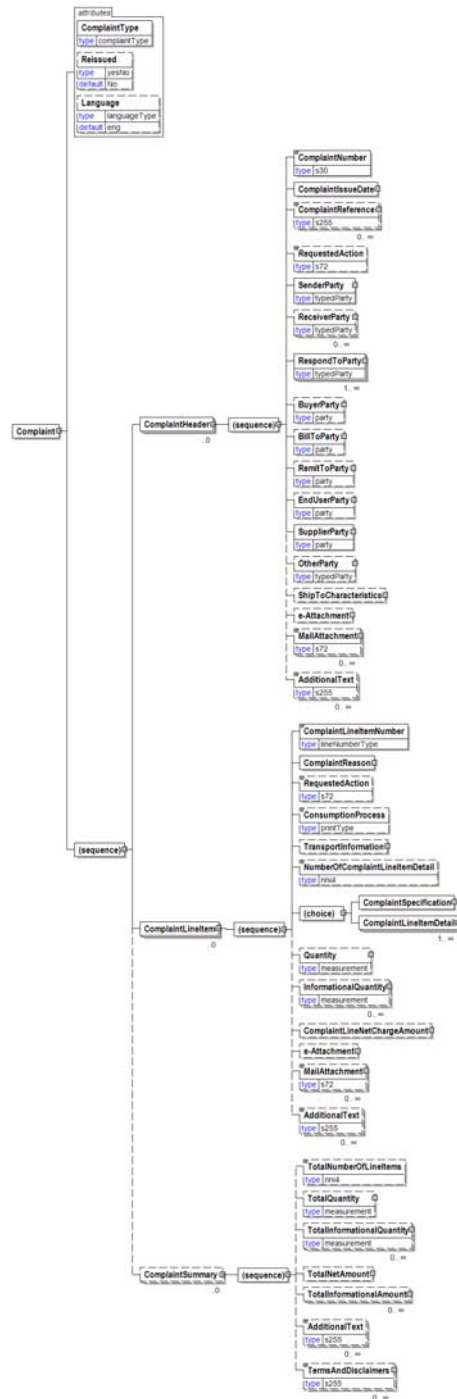 attributes
ComplaintType
type complaintType
Reissued
type yesNo
default No
Language
type languageType
default eng
Complaint
(sequence)
ComplaintHeader
..0
(sequence)
ComplaintNumber
type s30
ComplaintIssueDate
ComplaintReference
type s255
0.. ∞
RequestedAction
type s72
SenderParty
type typedParty
ReceiverParty
type typedParty
0.. ∞
RespondToParty
type typedParty
1.. ∞
BuyerParty
type party
BillToParty
type party
RemitToParty
type party
EndUserParty
type party
SupplierParty
type party
OtherParty
type typedParty
ShipToCharacteristics
e-Attachment
MailAttachment
type s72
0.. ∞
AdditionalText
type s255
0.. ∞
ComplaintLineItem
..0
(sequence)
ComplaintLineItemNumber
type lineNumberType
ComplaintReason
RequestedAction
type s72
ConsumptionProcess
type printType
TransportInformation
NumberOfComplaintLineItemDetail
type nni4
(choice)
ComplaintSpecification
ComplaintLineItemDetail
1.. ∞
Quantity
type measurement
InformationalQuantity
type measurement
0.. ∞
ComplaintLineNetChargeAmount
e-Attachment
MailAttachment
type s72
0.. ∞
AdditionalText
type s255
0.. ∞
ComplaintSummary
..0
(sequence)
TotalNumberOfLineItems
type nni4
TotalQuantity
type measurement
TotalInformationalQuantity
type measurement
0.. ∞
TotalNetAmount
TotalInformationalAmount
0.. ∞
AdditionalText
type s255
0.. ∞
TermsAndDisclaimers
type s255
0.. ∞